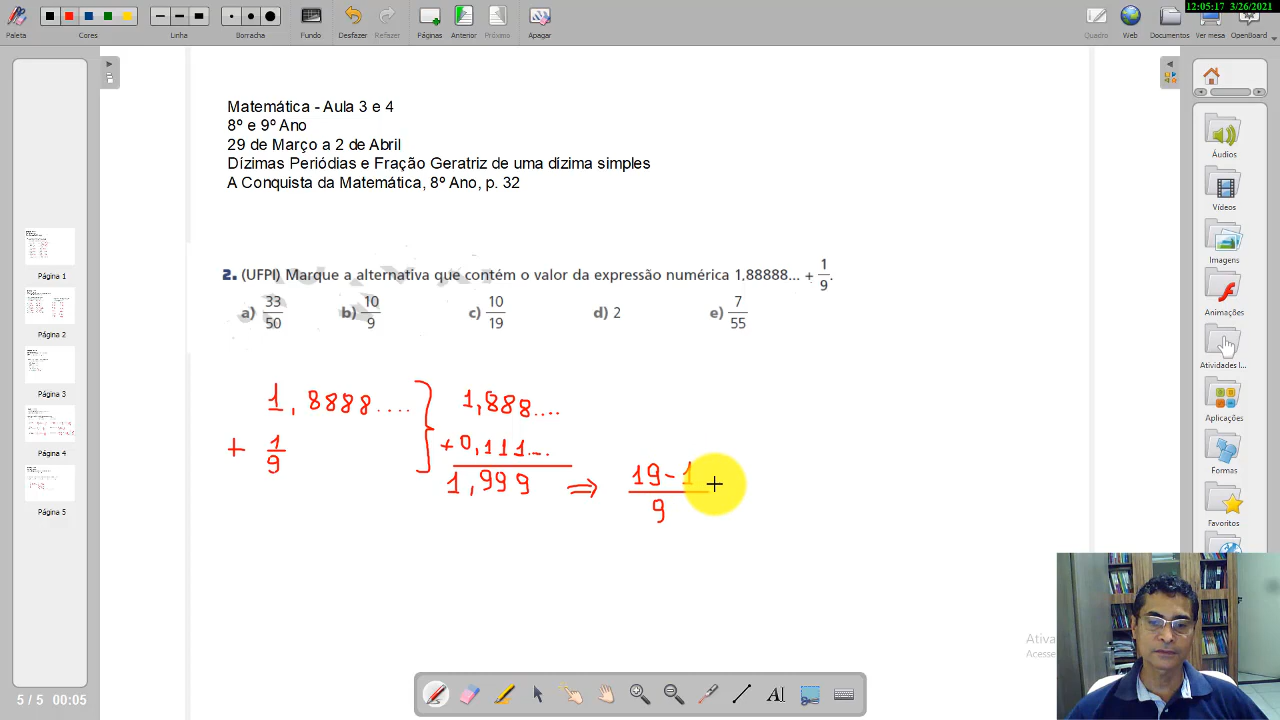 12:05:17 3/26/2021
Paleta Cores Linha Borracha Fundo Desfazer Refazer Páginas Anterior Próximo Apagar Quadro Web Documentos Ver mesa OpenBoard
Matemática - Aula 3 e 4
8º e 9º Ano
29 de Março a 2 de Abril
Dízimas Periódias e Fração Geratriz de uma dízima simples
A Conquista da Matemática, 8º Ano, p. 32
2. (UFPI) Marque a alternativa que contém o valor da expressão numérica 1,88888... + 1/9.
a) 33/50 b) 10/9 c) 10/19 d) 2 e) 7/55
1,8888....
+ 1/9
1,888....
+0,111...
1,999 ⇒ 19-1/9
Página 1
Página 2
Página 3
Página 4
Página 5
5 / 5 00:05
Áudios
Vídeos
Imagens
Animações
Atividades I...
Aplicações
Formas
Favoritos
Ativa
Acesse